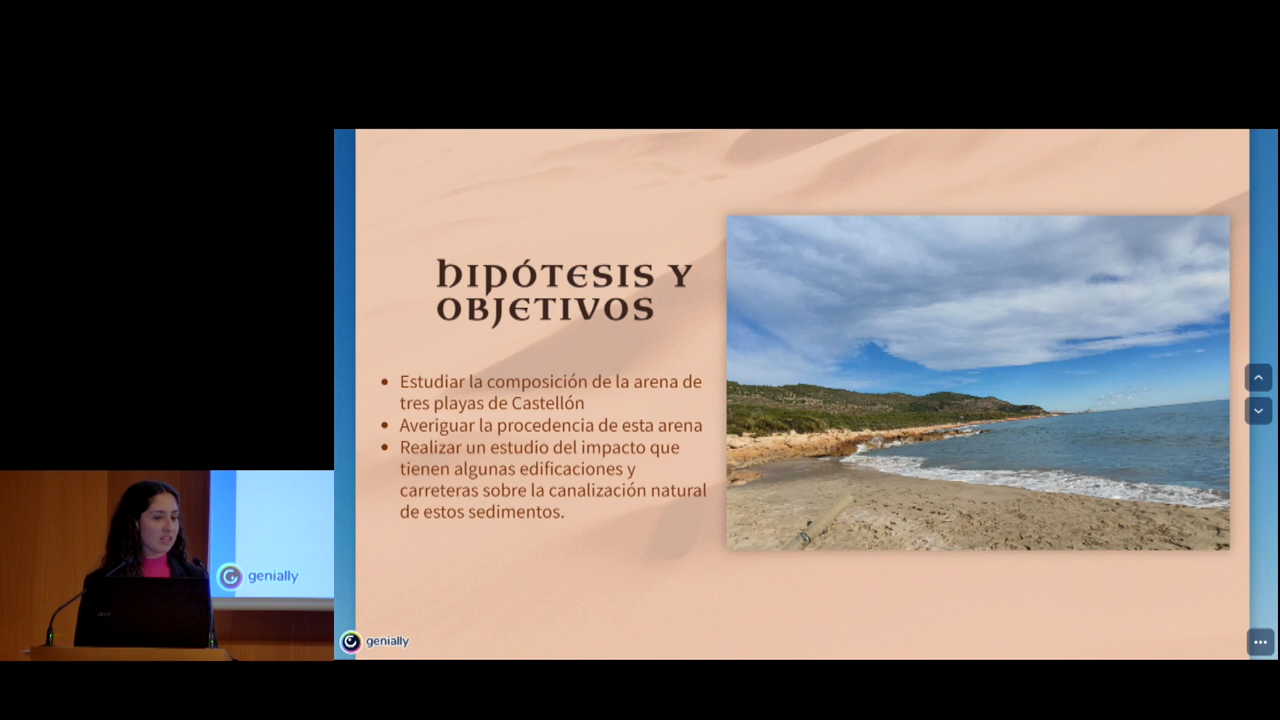 HIPÓTESIS Y
OBJETIVOS
Estudiar la composición de la arena de
tres playas de Castellón
Averiguar la procedencia de esta arena
Realizar un estudio del impacto que
tienen algunas edificaciones y
carreteras sobre la canalización natural
de estos sedimentos.
genially
genially